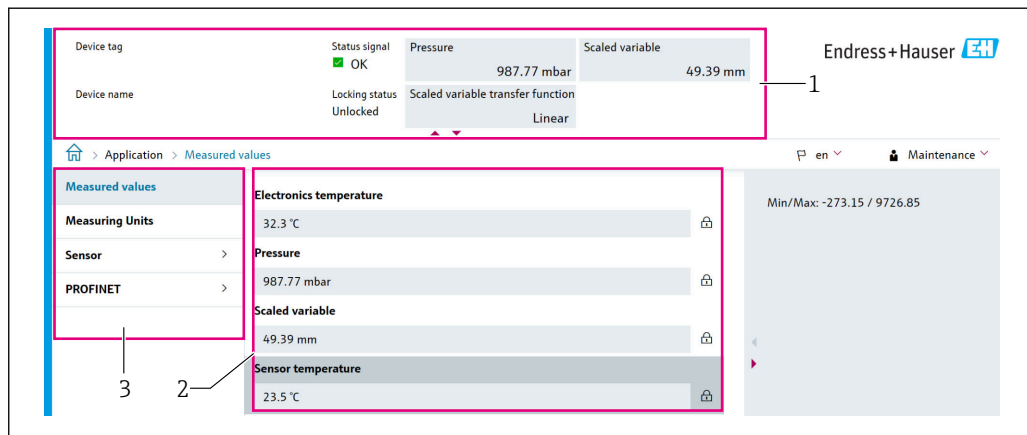 Device tag
Status signal
OK
Pressure
987.77 mbar
Scaled variable
49.39 mm
Endress+Hauser EH
1
Device name
Locking status
Unlocked
Scaled variable transfer function
Linear
> Application > Measured values
en
Maintenance
Measured values
Measuring Units
Sensor >
PROFINET >
3
2
Electronics temperature
32.3 °C
Pressure
987.77 mbar
Scaled variable
49.39 mm
Sensor temperature
23.5 °C
Min/Max: -273.15 / 9726.85